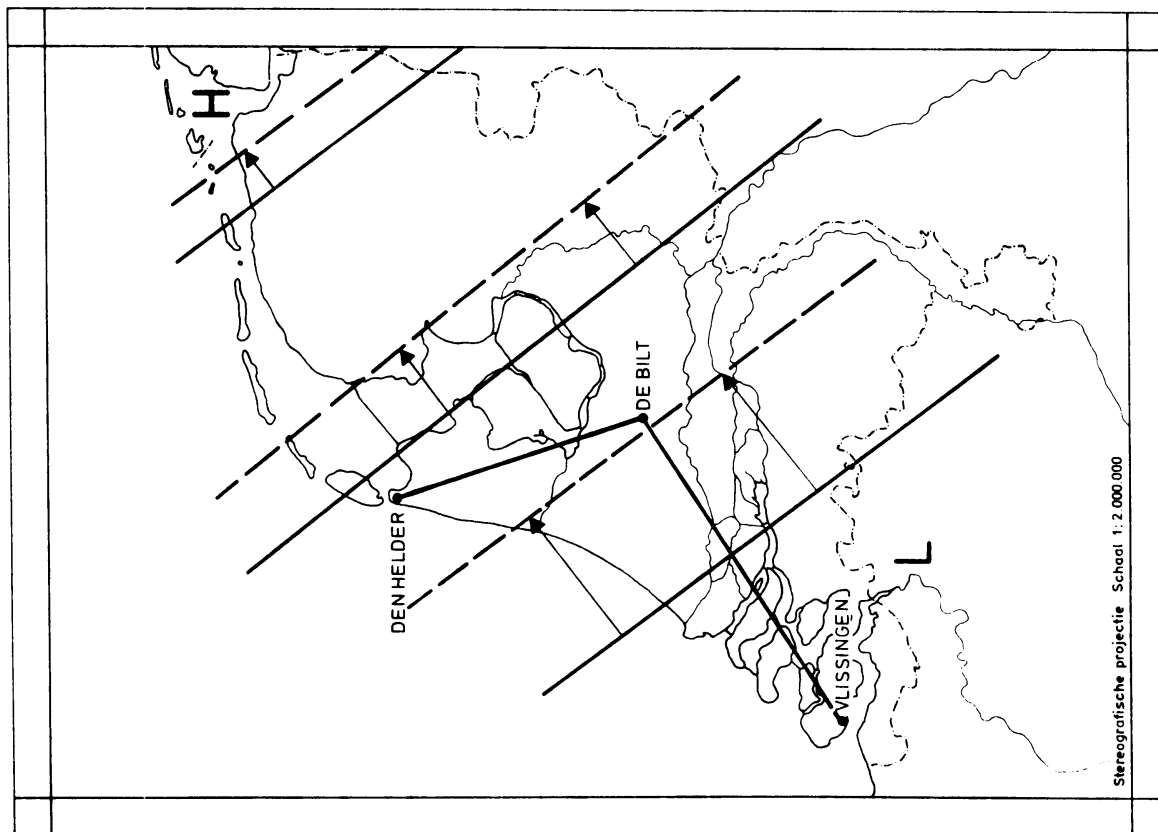 H
DEN HELDER
DE BILT
VLISSINGEN
L
Stereografische projectie Schaal 1:2.000.000